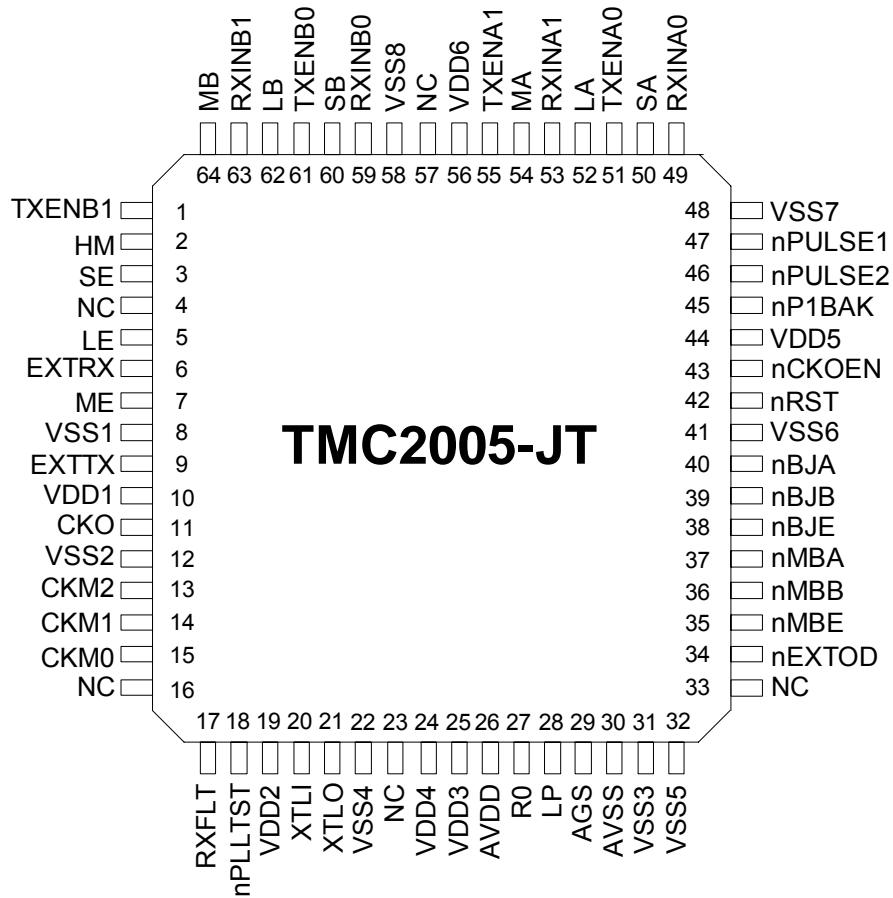 MB RXINB1 LB TXENB0 SB RXINB0 VSS8 NC VDD6 TXENA1 MA RXINA1 LA TXENA0 SA RXINA0
64 63 62 61 60 59 58 57 56 55 54 53 52 51 50 49
TXENB1 1 48 VSS7
HM 2 47 nPULSE1
SE 3 46 nPULSE2
NC 4 45 nP1BAK
LE 5 44 VDD5
EXTRX 6 43 nCKOEN
ME 7 42 nRST
VSS1 8 41 VSS6
TMC2005-JT
EXTTX 9 40 nBJA
VDD1 10 39 nBJB
CKO 11 38 nBJE
VSS2 12 37 nMBA
CKM2 13 36 nMBB
CKM1 14 35 nMBE
CKM0 15 34 nEXTOD
NC 16 33 NC
17 18 19 20 21 22 23 24 25 26 27 28 29 30 31 32
RXFLT nPLLTST VDD2 XTLI XTLO VSS4 NC VDD4 VDD3 AVDD R0 LP AGS AVSS VSS3 VSS5